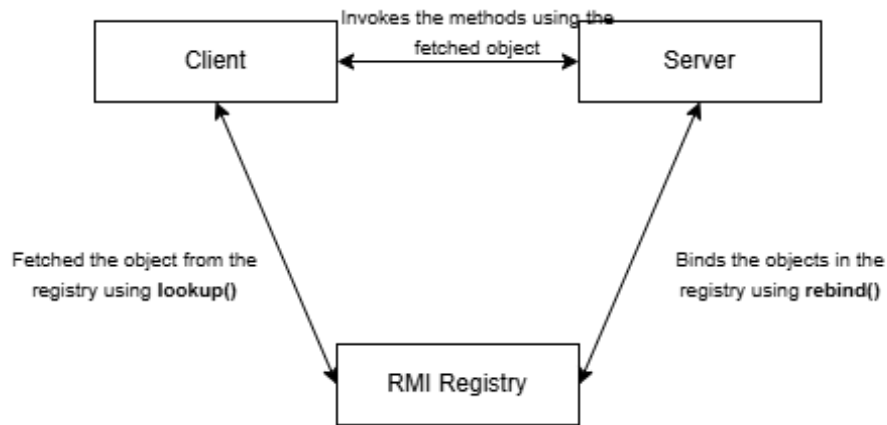 Invokes the methods using the
fetched object
Client
Server
Fetched the object from the
registry using lookup()
Binds the objects in the
registry using rebind()
RMI Registry